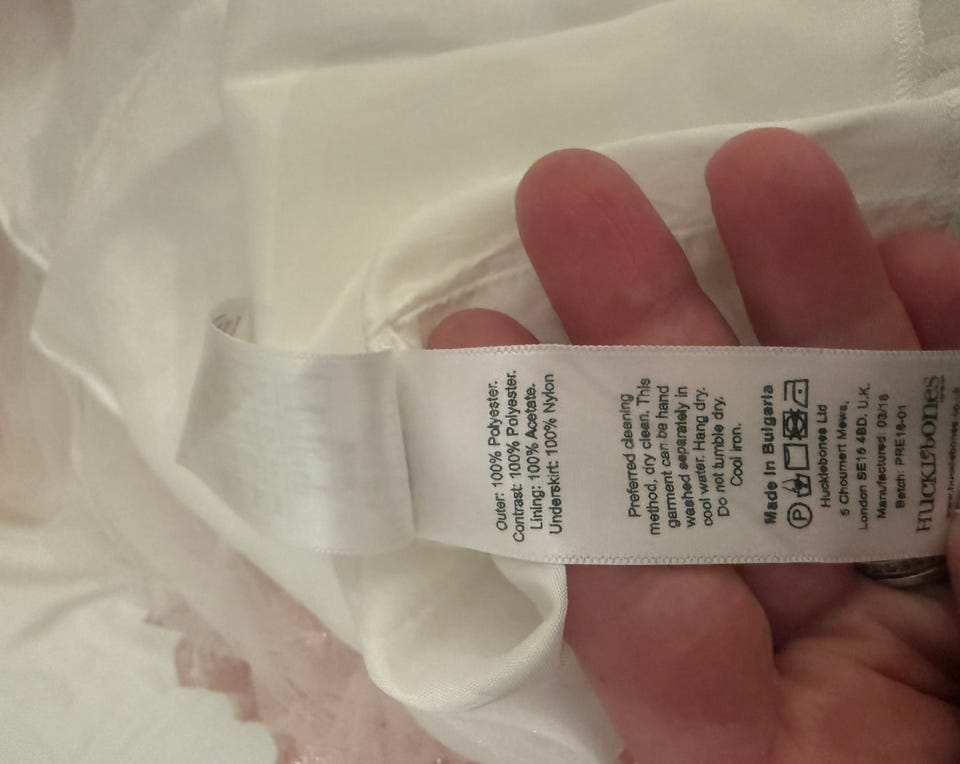 Outer: 100% Polyester.
Contrast: 100% Polyester.
Lining: 100% Acetate.
Underskirt: 100% Nylon
Preferred cleaning
method, dry clean. This
garment can be hand
washed separately in
cool water. Hang dry.
Do not tumble dry.
Cool iron.
Made in Bulgaria
P
Hucklebones Ltd
5 Choumert Mews,
London SE15 4BD. U.K.
Manufactured: 03/18
Batch: PRE18-01
HUCKLEBONES